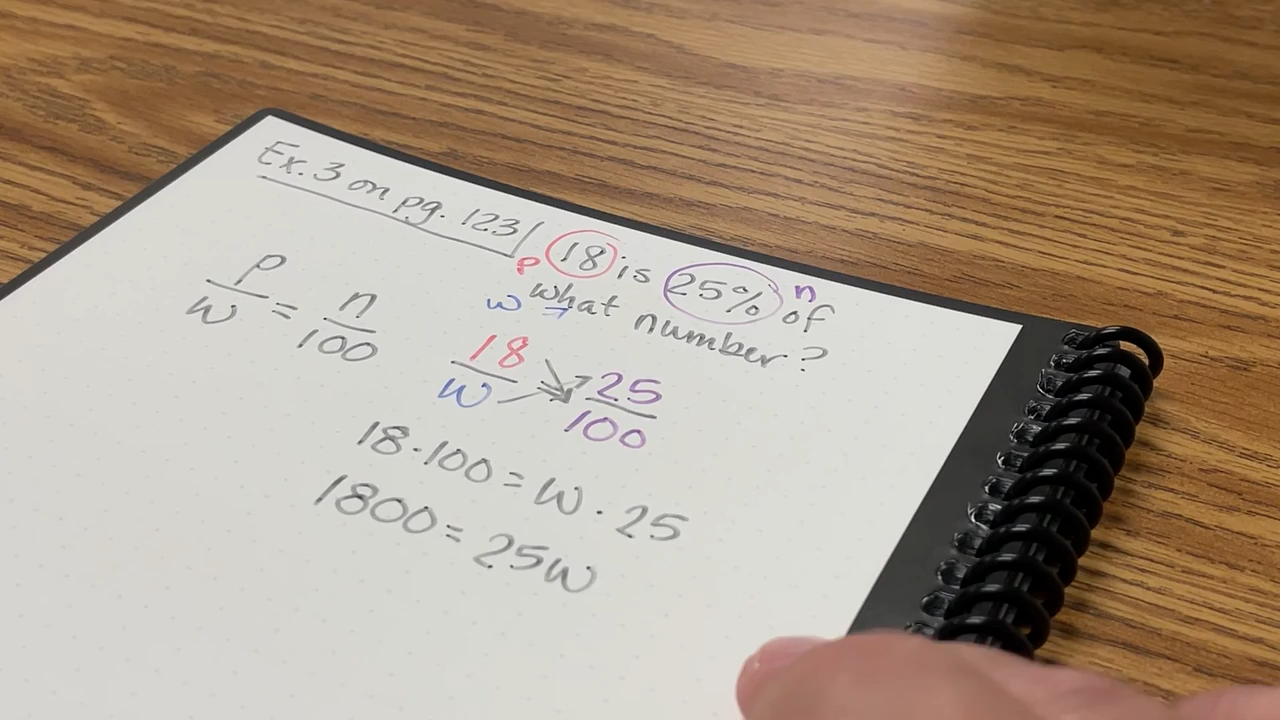 Ex. 3 on pg. 123
18 is 25% of
p n
w what number?
p/w = n/100
18/w 25/100
18·100 = w·25
1800 = 25w